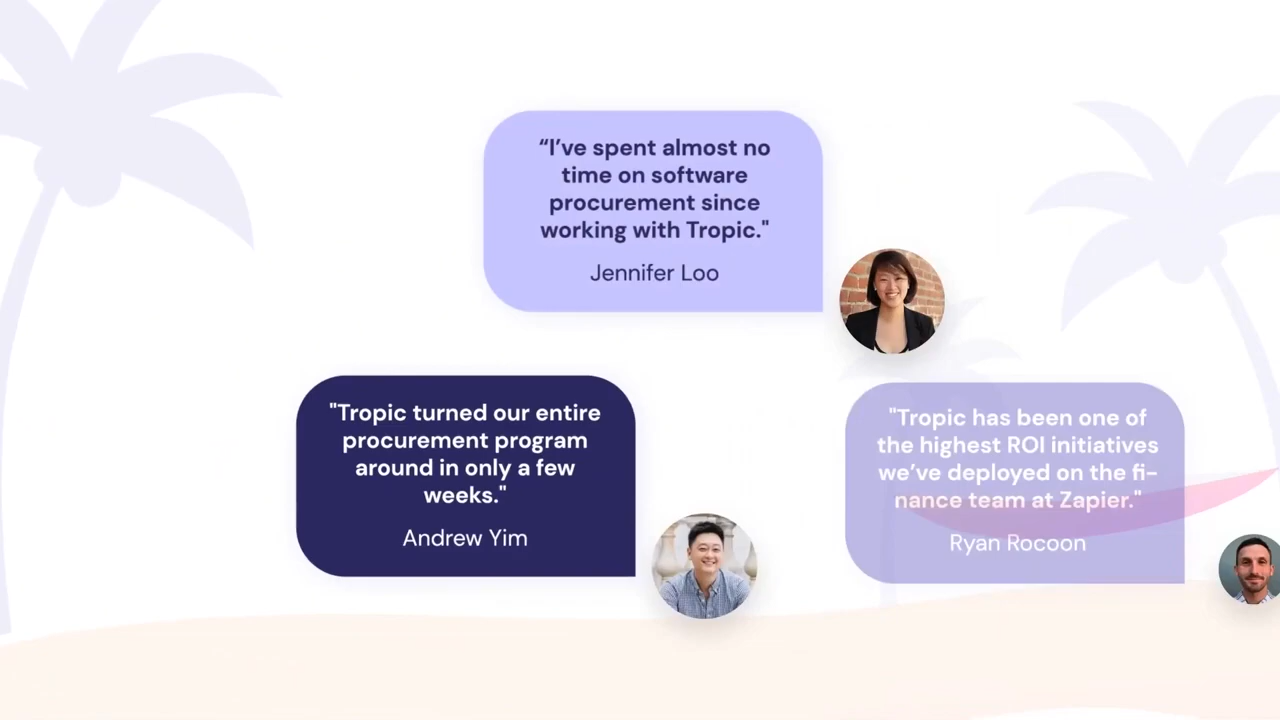 “I’ve spent almost no
time on software
procurement since
working with Tropic."
Jennifer Loo
"Tropic turned our entire
procurement program
around in only a few
weeks."
Andrew Yim
"Tropic has been one of
the highest ROI initiatives
we’ve deployed on the fi-
nance team at Zapier."
Ryan Rocoon